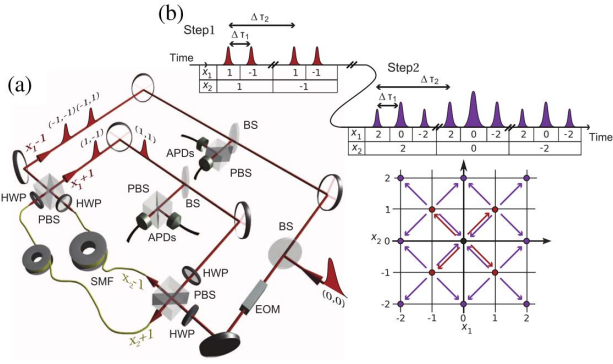 (b)
Step1
Δ τ₂
Δ τ₁
Time
x₁ 1 -1 1 -1
x₂ 1 -1
Step2
Δ τ₂
Δ τ₁
x₁ 2 0 -2 2 0 -2 2 0 -2 Time
x₂ 2 0 -2
(a)
(-1,-1) (-1,1)
x₁-1
(1,-1)
(1,1)
x₁+1
HWP
PBS
HWP
BS
APDs
PBS
BS
PBS
APDs
BS
SMF
x₂-1
HWP
PBS
x₂+1
HWP
EOM
(0,0)
2
1
x₂ 0
-1
-2
-2 -1 0 1 2
x₁